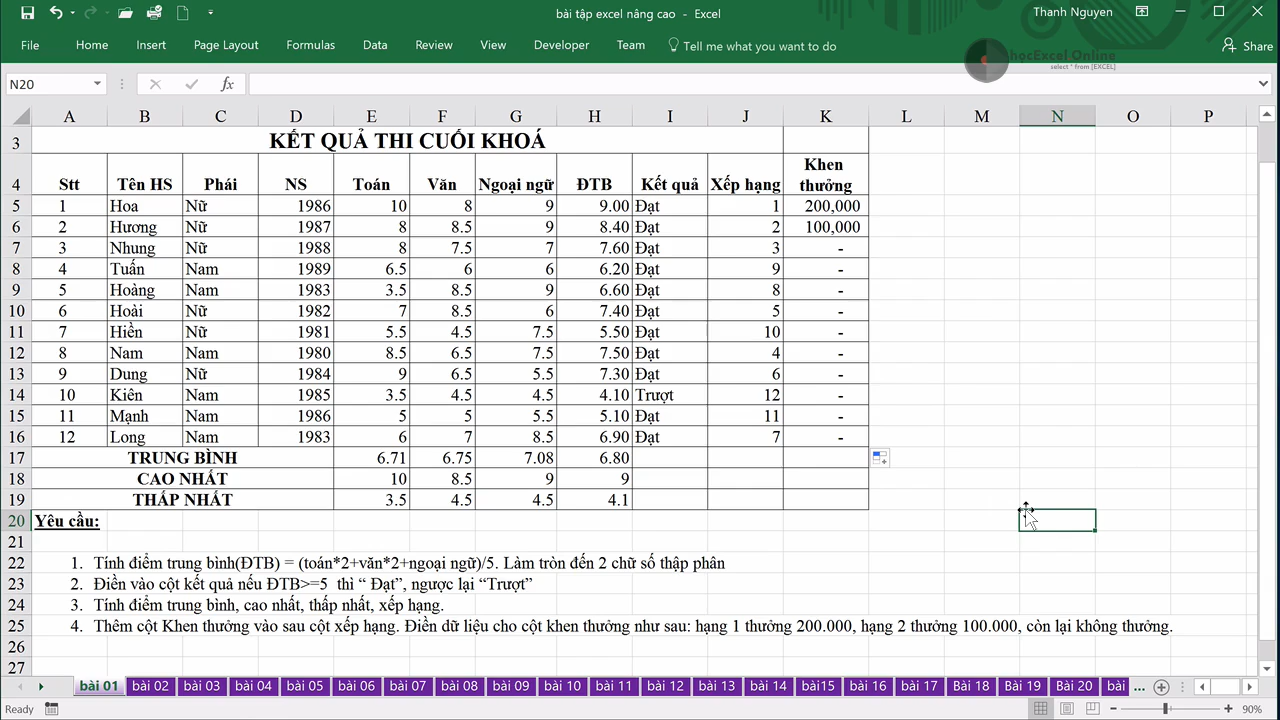 bài tập excel nâng cao - Excel
Thanh Nguyen
File Home Insert Page Layout Formulas Data Review View Developer Team Tell me what you want to do Share
họcExcel Online
select * from [EXCEL]
N20 fx
A B C D E F G H I J K L M N O P
3 KẾT QUẢ THI CUỐI KHOÁ
4 Stt Tên HS Phái NS Toán Văn Ngoại ngữ ĐTB Kết quả Xếp hạng Khen thưởng
5 1 Hoa Nữ 1986 10 8 9 9.00 Đạt 1 200,000
6 2 Hương Nữ 1987 8 8.5 9 8.40 Đạt 2 100,000
7 3 Nhung Nữ 1988 8 7.5 7 7.60 Đạt 3 -
8 4 Tuấn Nam 1989 6.5 6 6 6.20 Đạt 9 -
9 5 Hoàng Nam 1983 3.5 8.5 9 6.60 Đạt 8 -
10 6 Hoài Nữ 1982 7 8.5 6 7.40 Đạt 5 -
11 7 Hiền Nữ 1981 5.5 4.5 7.5 5.50 Đạt 10 -
12 8 Nam Nam 1980 8.5 6.5 7.5 7.50 Đạt 4 -
13 9 Dung Nữ 1984 9 6.5 5.5 7.30 Đạt 6 -
14 10 Kiên Nam 1985 3.5 4.5 4.5 4.10 Trượt 12 -
15 11 Mạnh Nam 1986 5 5 5.5 5.10 Đạt 11 -
16 12 Long Nam 1983 6 7 8.5 6.90 Đạt 7 -
17 TRUNG BÌNH 6.71 6.75 7.08 6.80
18 CAO NHẤT 10 8.5 9 9
19 THẤP NHẤT 3.5 4.5 4.5 4.1
20 Yêu cầu:
21
22 1. Tính điểm trung bình(ĐTB) = (toán*2+văn*2+ngoại ngữ)/5. Làm tròn đến 2 chữ số thập phân
23 2. Điền vào cột kết quả nếu ĐTB>=5 thì “ Đạt”, ngược lại “Trượt”
24 3. Tính điểm trung bình, cao nhất, thấp nhất, xếp hạng.
25 4. Thêm cột Khen thưởng vào sau cột xếp hạng. Điền dữ liệu cho cột khen thưởng như sau: hạng 1 thưởng 200.000, hạng 2 thưởng 100.000, còn lại không thưởng.
26
27
bài 01 bài 02 bài 03 bài 04 bài 05 bài 06 bài 07 bài 08 bài 09 bài 10 bài 11 bài 12 bài 13 bài 14 bài15 bài 16 bài 17 Bài 18 Bài 19 Bài 20 bài ...
Ready 90%